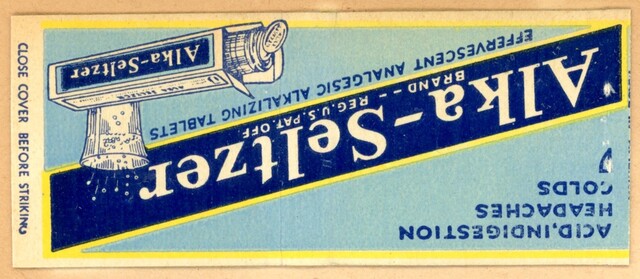 ACID, INDIGESTION
HEADACHES
COLDS
Alka-Seltzer
BRAND — REG. U.S. PAT. OFF.
EFFERVESCENT ANALGESIC ALKALIZING TABLETS
Alka-Seltzer
CLOSE COVER BEFORE STRIKING